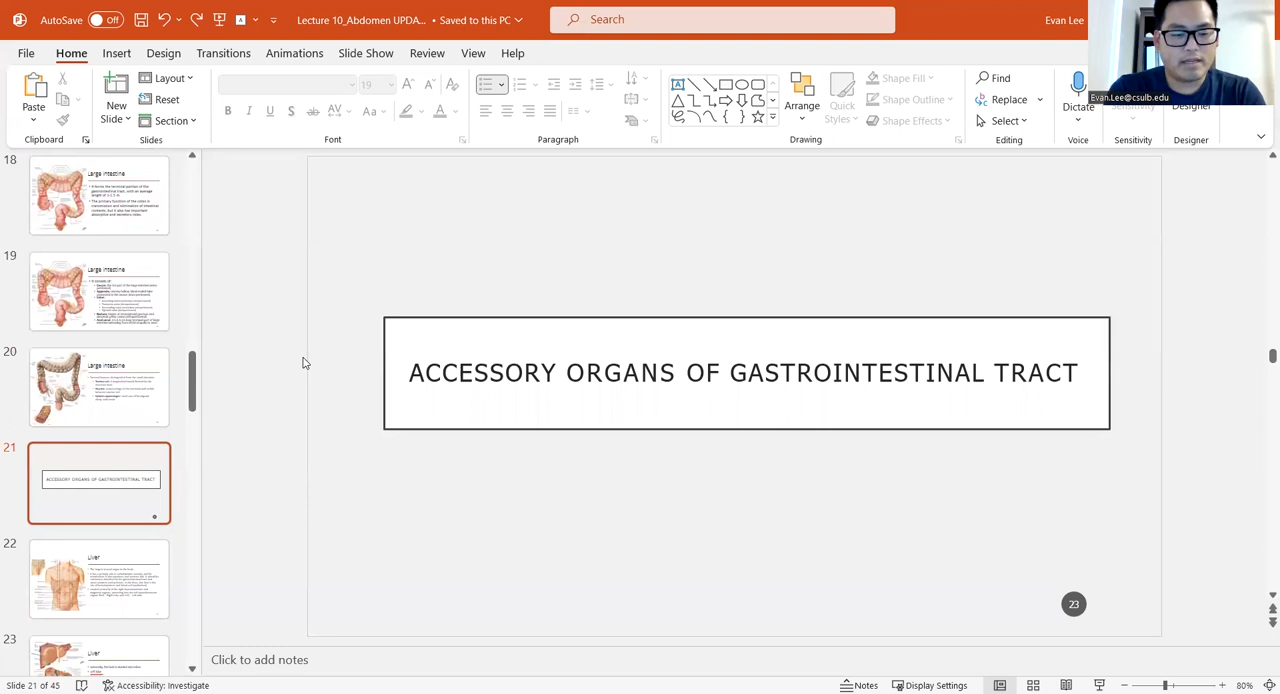 AutoSave Off Lecture 10_Abdomen UPDA... • Saved to this PC Search Evan Lee
File Home Insert Draw Design Transitions Animations Slide Show Review View Help
Evan.Lee@csulb.edu
Paste New Slide Layout Reset Section 19 Arrange Quick Styles Shape Fill Shape Outline Shape Effects Find Replace Select Dictate Sensitivity Designer
Clipboard Slides Font Paragraph Drawing Editing Voice Sensitivity Designer
18
Large Intestine
19
Large Intestine
20
Large Intestine
21
ACCESSORY ORGANS OF GASTROINTESTINAL TRACT
22
Liver
23
Liver
ACCESSORY ORGANS OF GASTROINTESTINAL TRACT
23
Click to add notes
Slide 21 of 45 Accessibility: Investigate Notes Display Settings 80%